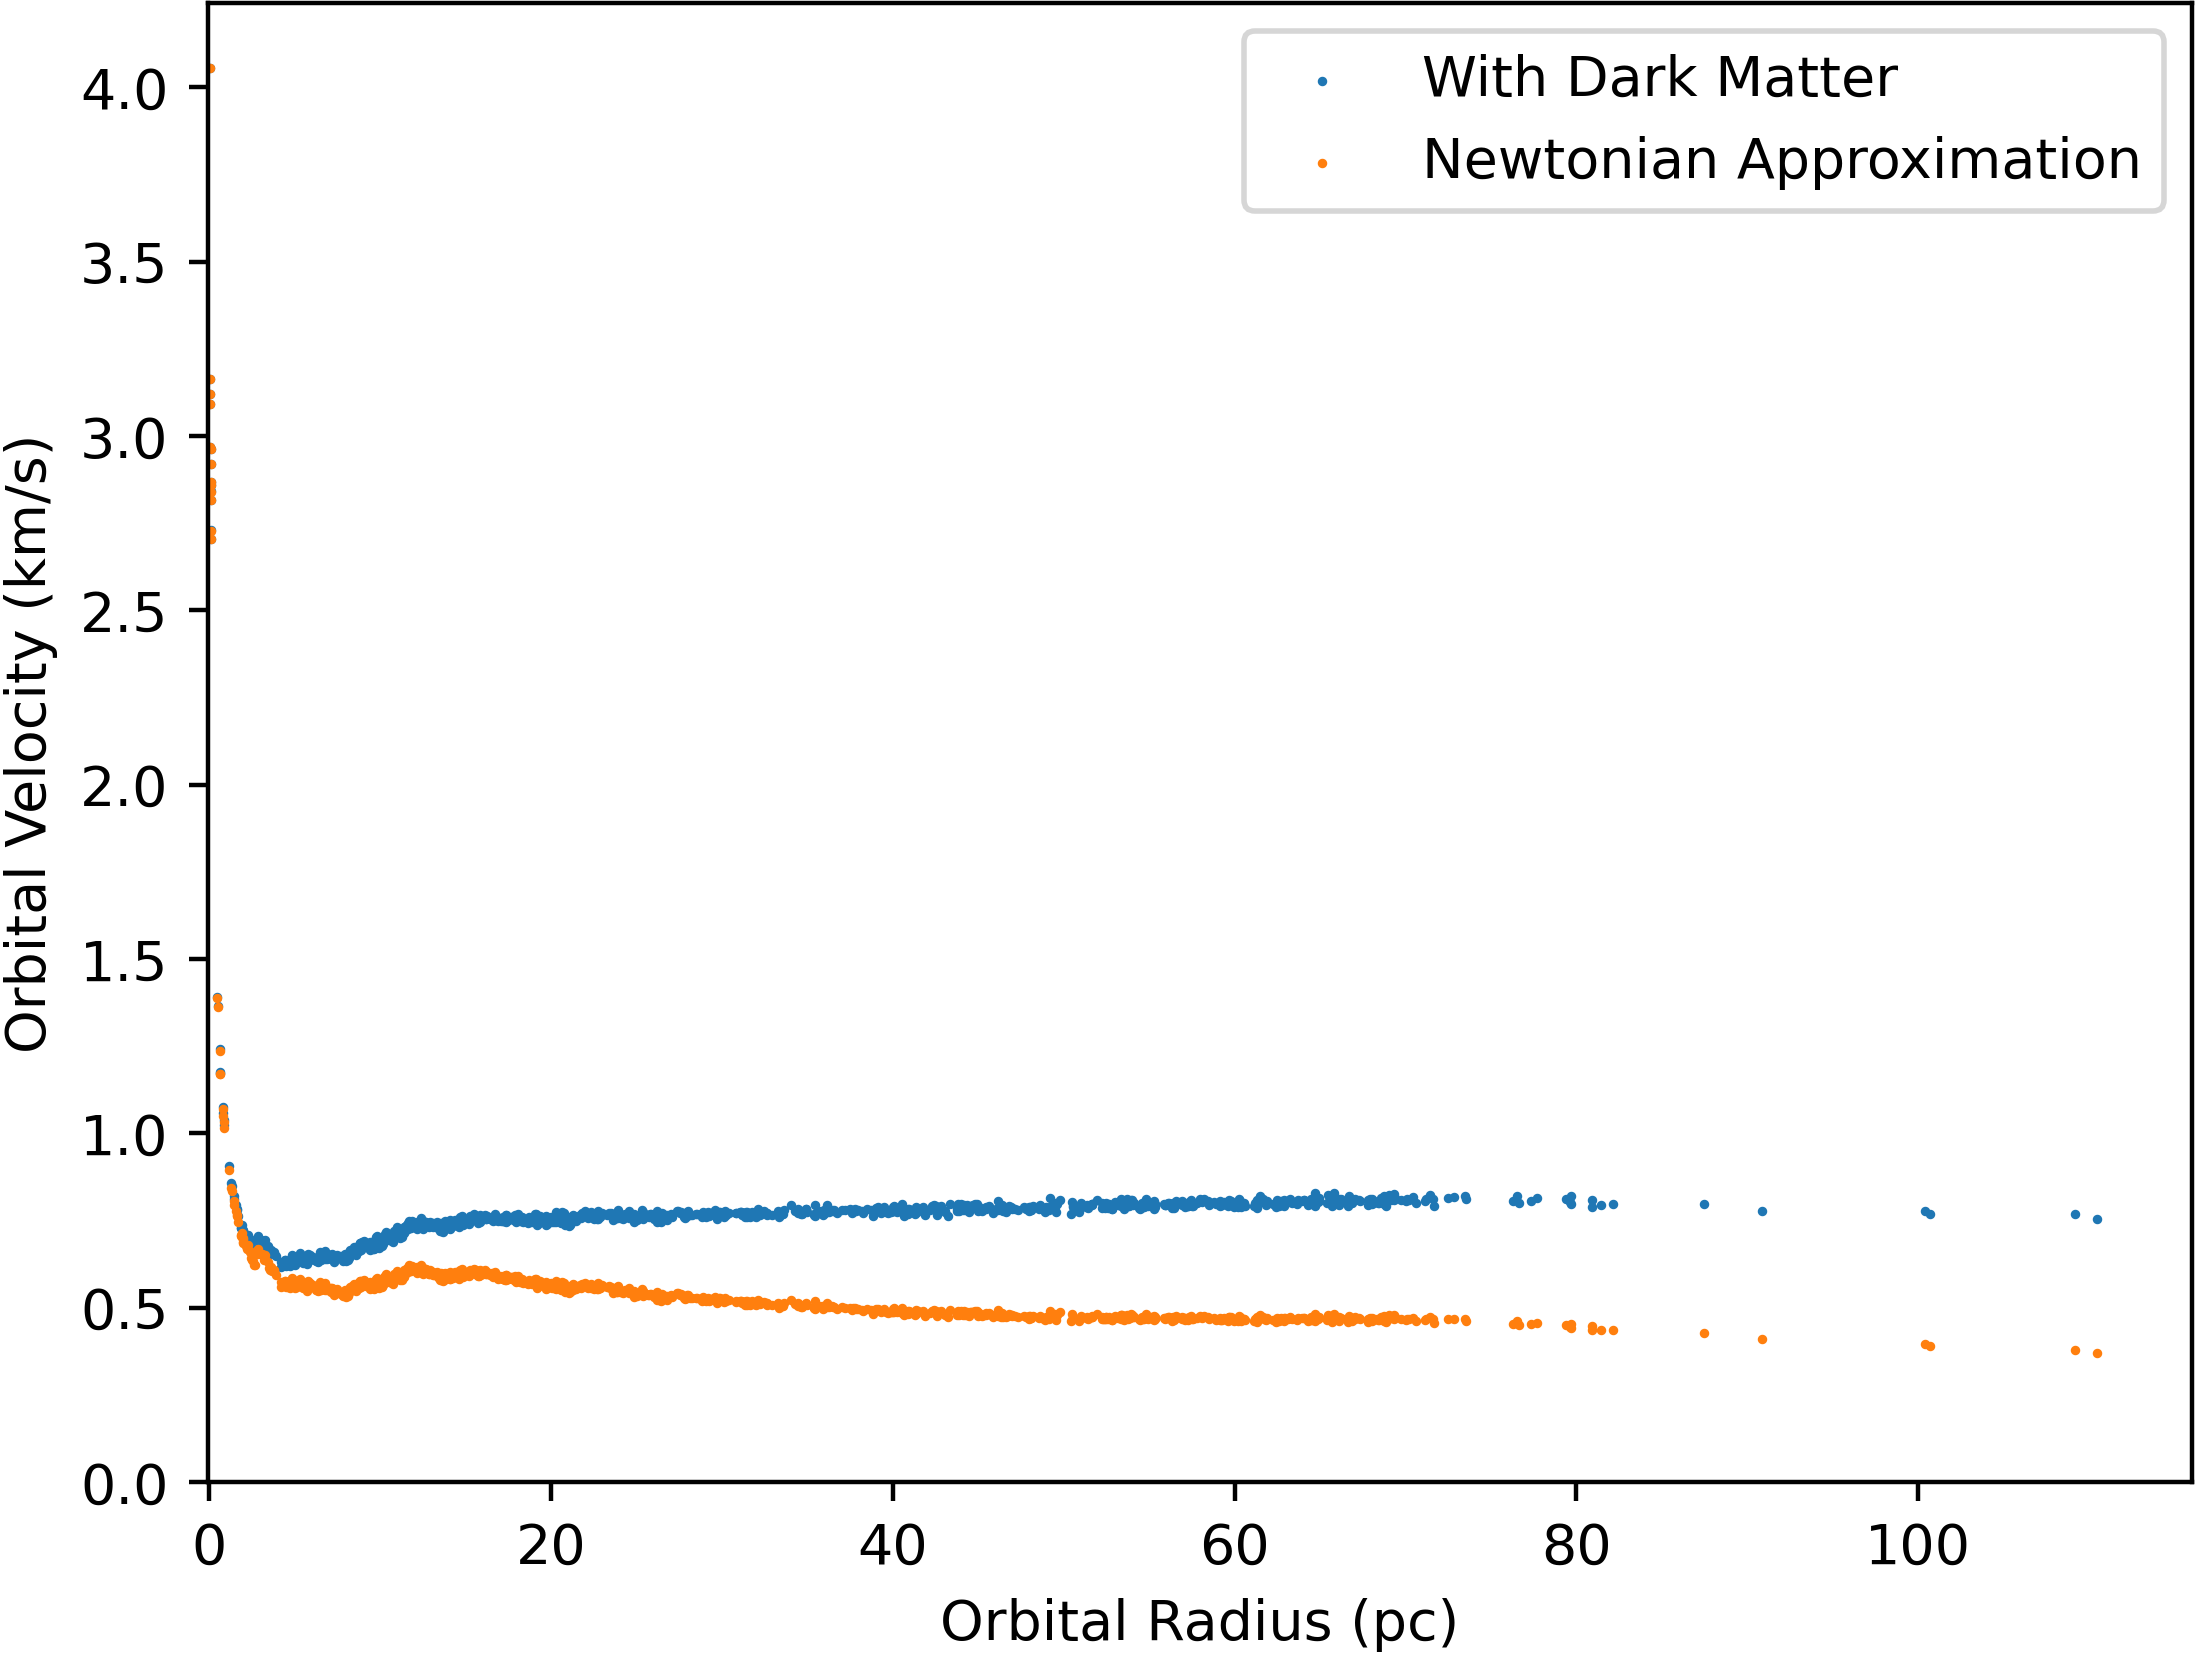 With Dark Matter
Newtonian Approximation
4.0
3.5
3.0
2.5
2.0
1.5
1.0
0.5
0.0
Orbital Velocity (km/s)
0 20 40 60 80 100
Orbital Radius (pc)